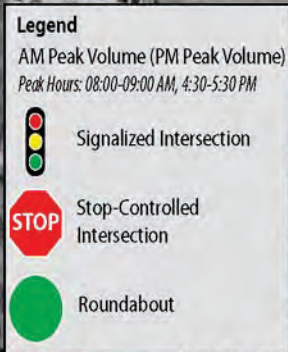 Legend
AM Peak Volume (PM Peak Volume)
Peak Hours: 08:00-09:00 AM, 4:30-5:30 PM
Signalized Intersection
STOP
Stop-Controlled
Intersection
Roundabout